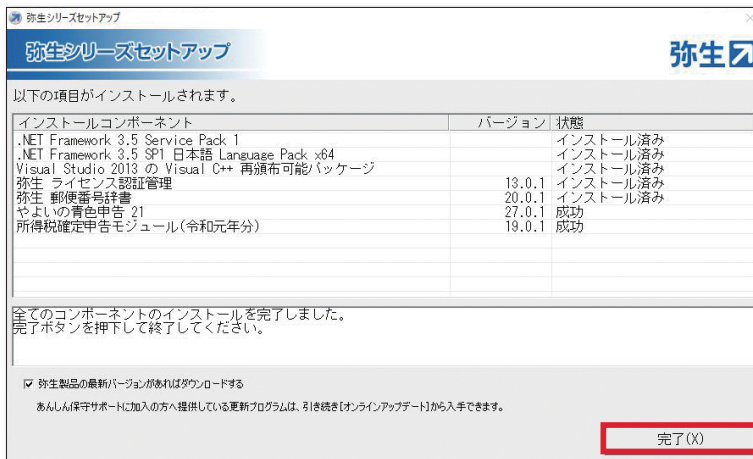 弥生シリーズセットアップ
弥生シリーズセットアップ 弥生
以下の項目がインストールされます。
インストールコンポーネント バージョン 状態
.NET Framework 3.5 Service Pack 1 インストール済み
.NET Framework 3.5 SP1 日本語 Language Pack x64 インストール済み
Visual Studio 2013 の Visual C++ 再頒布可能パッケージ インストール済み
弥生 ライセンス認証管理 13.0.1 インストール済み
弥生 郵便番号辞書 20.0.1 インストール済み
やよいの青色申告 21 27.0.1 成功
所得税確定申告モジュール(令和元年分) 19.0.1 成功
全てのコンポーネントのインストールを完了しました。
完了ボタンを押下して終了してください。
弥生製品の最新バージョンがあればダウンロードする
あんしん保守サポートに加入の方へ提供している更新プログラムは、引き続き[オンラインアップデート]から入手できます。
完了(X)